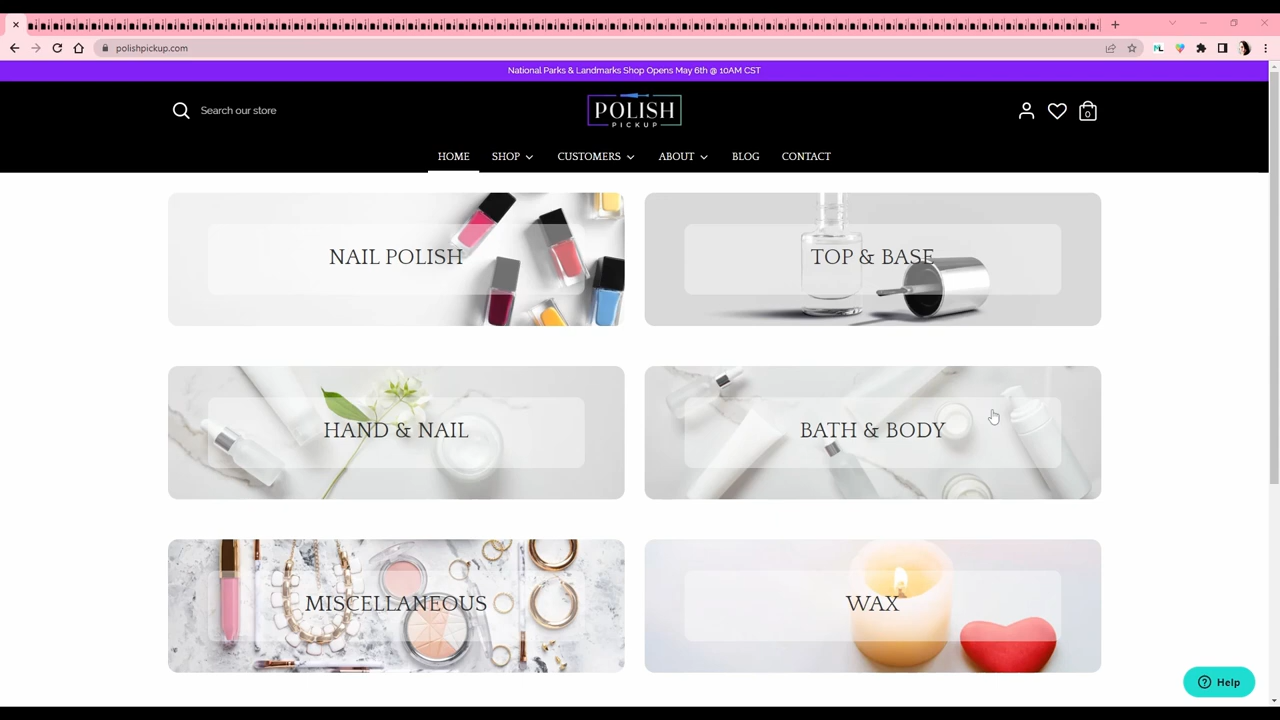 polishpickup.com
National Parks & Landmarks Shop Opens May 6th @ 10AM CST
Search our store
POLISH
PICKUP
0
HOME SHOP CUSTOMERS ABOUT BLOG CONTACT
NAIL POLISH
TOP & BASE
HAND & NAIL
BATH & BODY
MISCELLANEOUS
WAX
Help